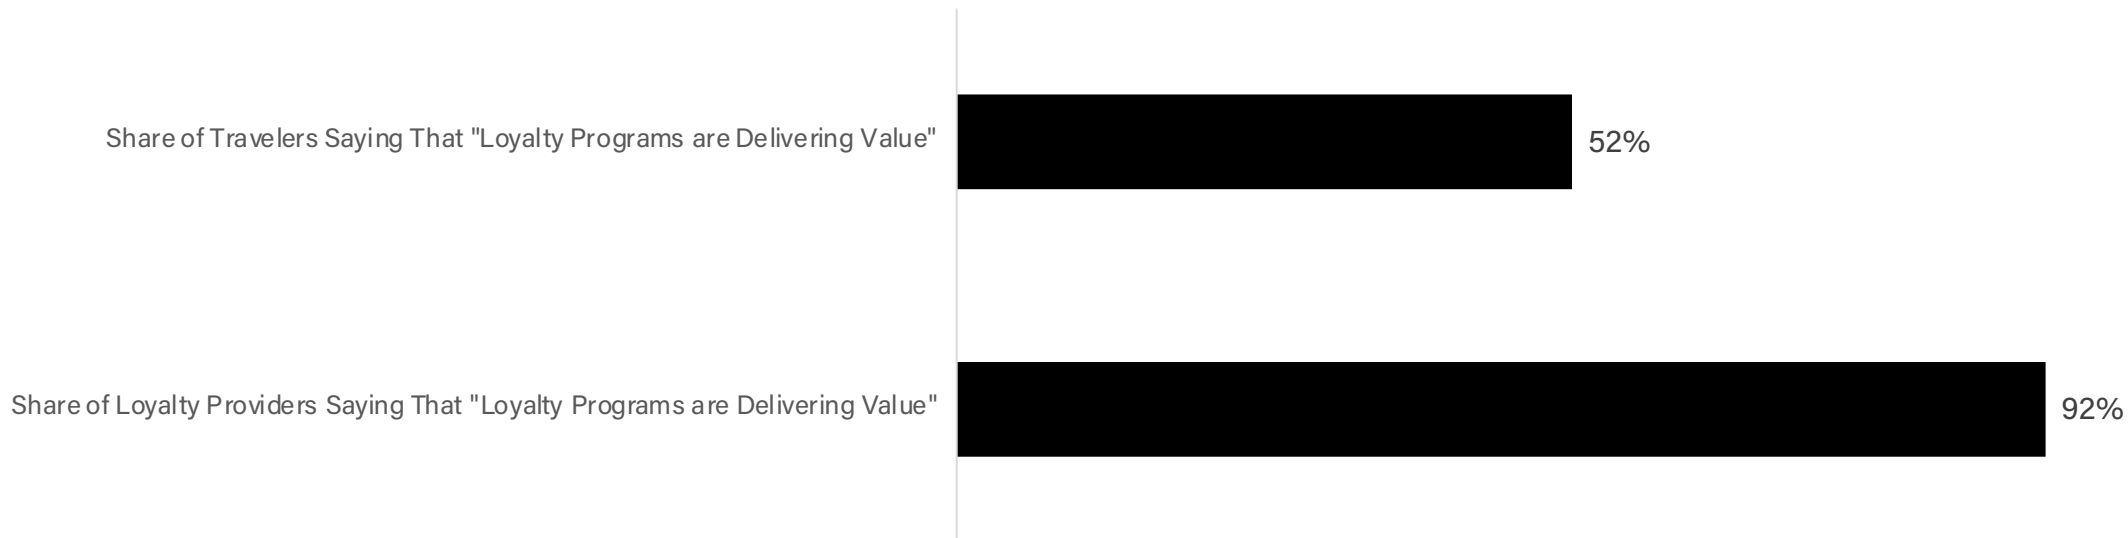 Share of Travelers Saying That "Loyalty Programs are Delivering Value"
52%
Share of Loyalty Providers Saying That "Loyalty Programs are Delivering Value"
92%